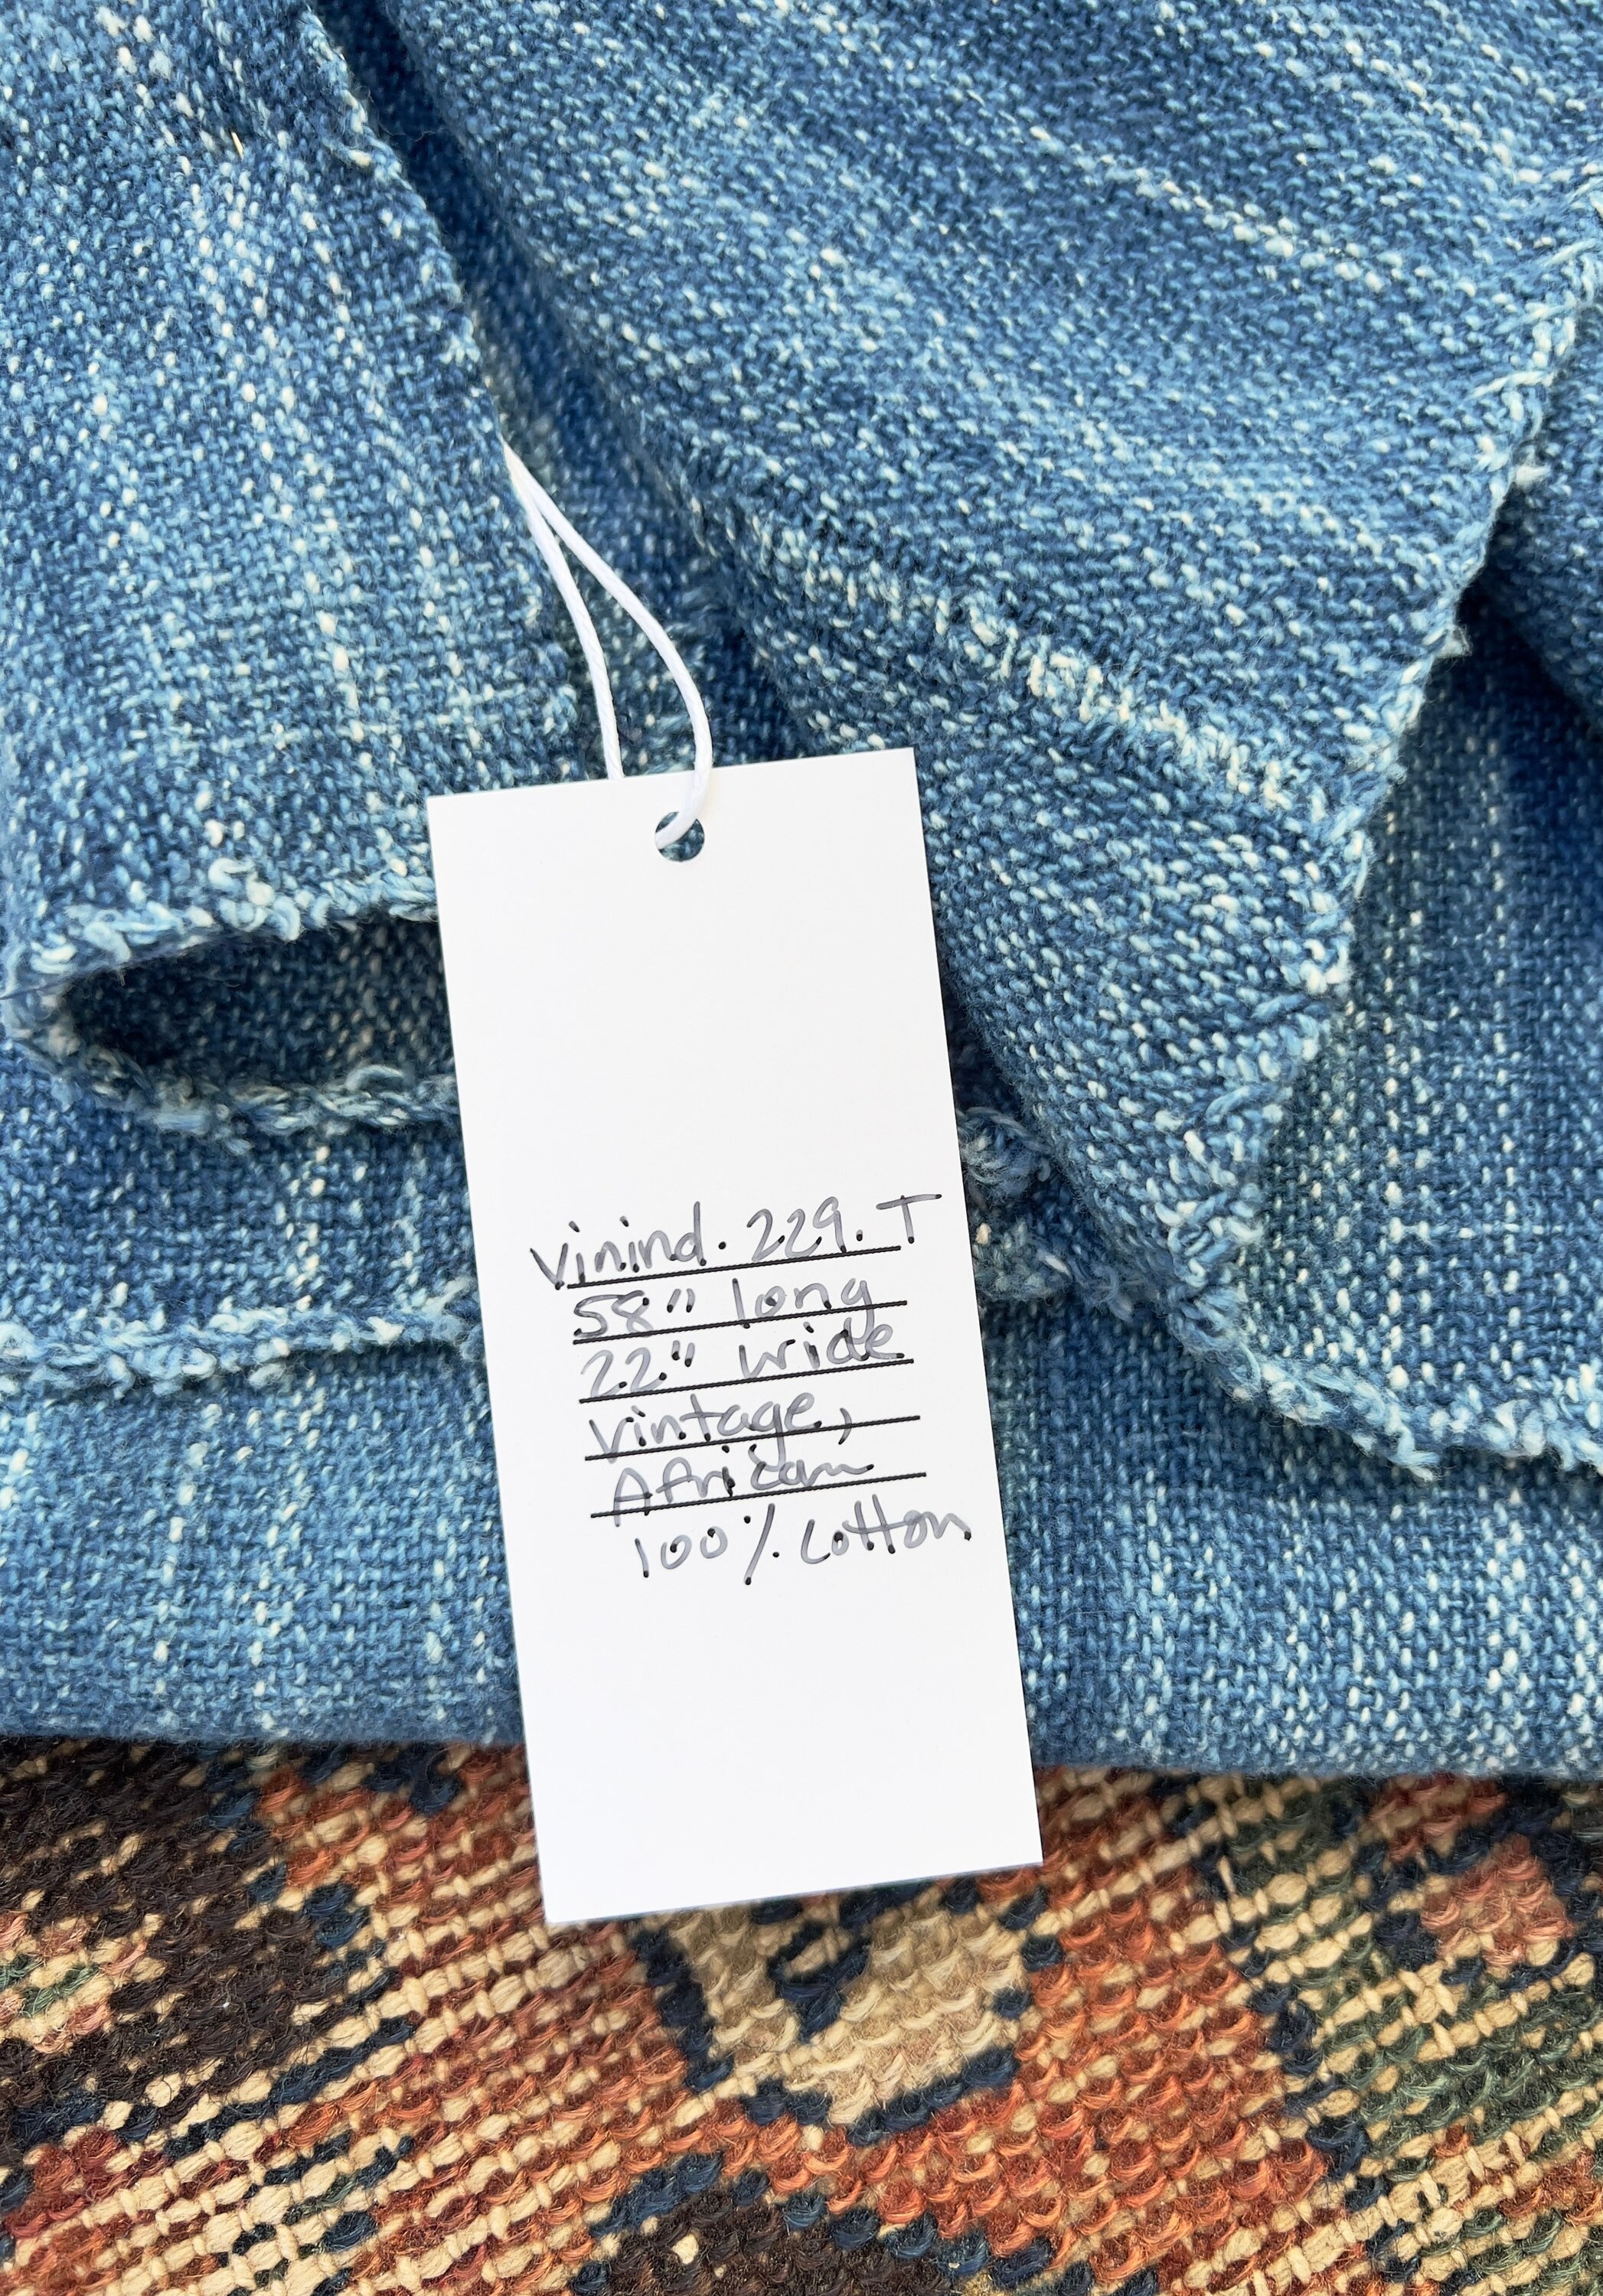 Vinind. 229. T
58" long
22" wide
Vintage,
African
100% cotton